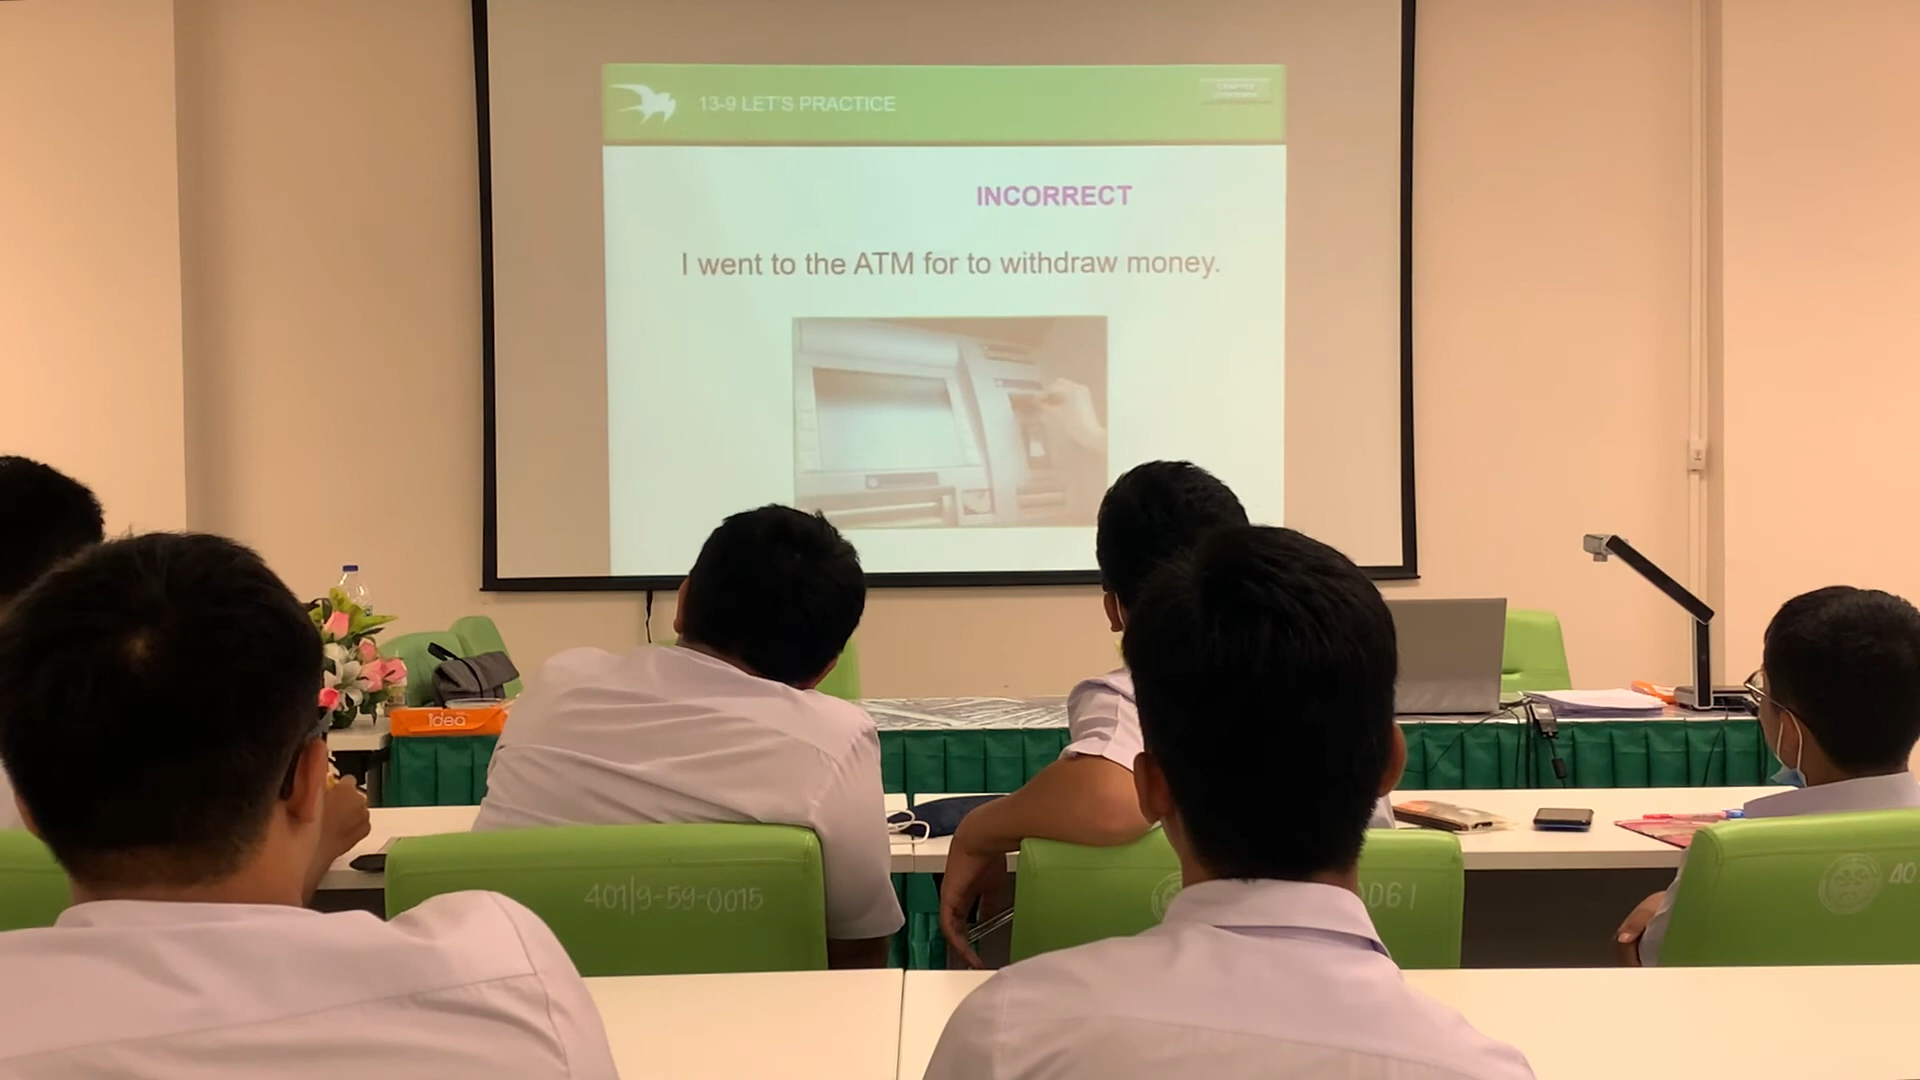 13-9 LET'S PRACTICE
INCORRECT
I went to the ATM for to withdraw money.
idea
401/9-59-0015
0061
40